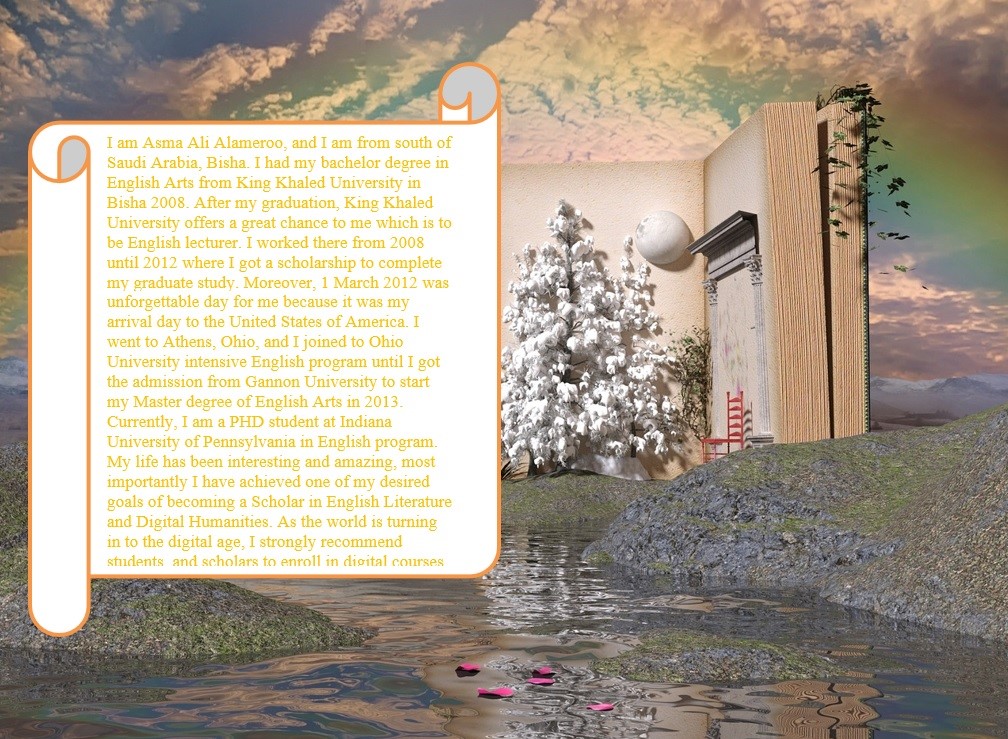 I am Asma Ali Alameroo, and I am from south of
Saudi Arabia, Bisha. I had my bachelor degree in
English Arts from King Khaled University in
Bisha 2008. After my graduation, King Khaled
University offers a great chance to me which is to
be English lecturer. I worked there from 2008
until 2012 where I got a scholarship to complete
my graduate study. Moreover, 1 March 2012 was
unforgettable day for me because it was my
arrival day to the United States of America. I
went to Athens, Ohio, and I joined to Ohio
University intensive English program until I got
the admission from Gannon University to start
my Master degree of English Arts in 2013.
Currently, I am a PHD student at Indiana
University of Pennsylvania in English program.
My life has been interesting and amazing, most
importantly I have achieved one of my desired
goals of becoming a Scholar in English Literature
and Digital Humanities. As the world is turning
in to the digital age, I strongly recommend
students, and scholars to enroll in digital courses